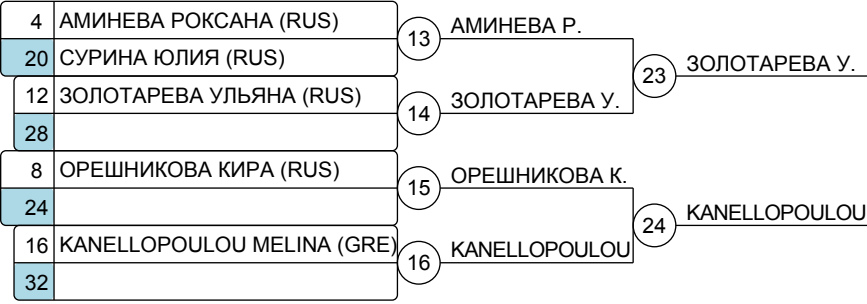 4 АМИНЕВА РОКСАНА (RUS)
20 СУРИНА ЮЛИЯ (RUS)
13 АМИНЕВА Р.
12 ЗОЛОТАРЕВА УЛЬЯНА (RUS)
28
14 ЗОЛОТАРЕВА У.
23 ЗОЛОТАРЕВА У.
8 ОРЕШНИКОВА КИРА (RUS)
24
15 ОРЕШНИКОВА К.
16 KANELLOPOULOU MELINA (GRE)
32
16 KANELLOPOULOU
24 KANELLOPOULOU